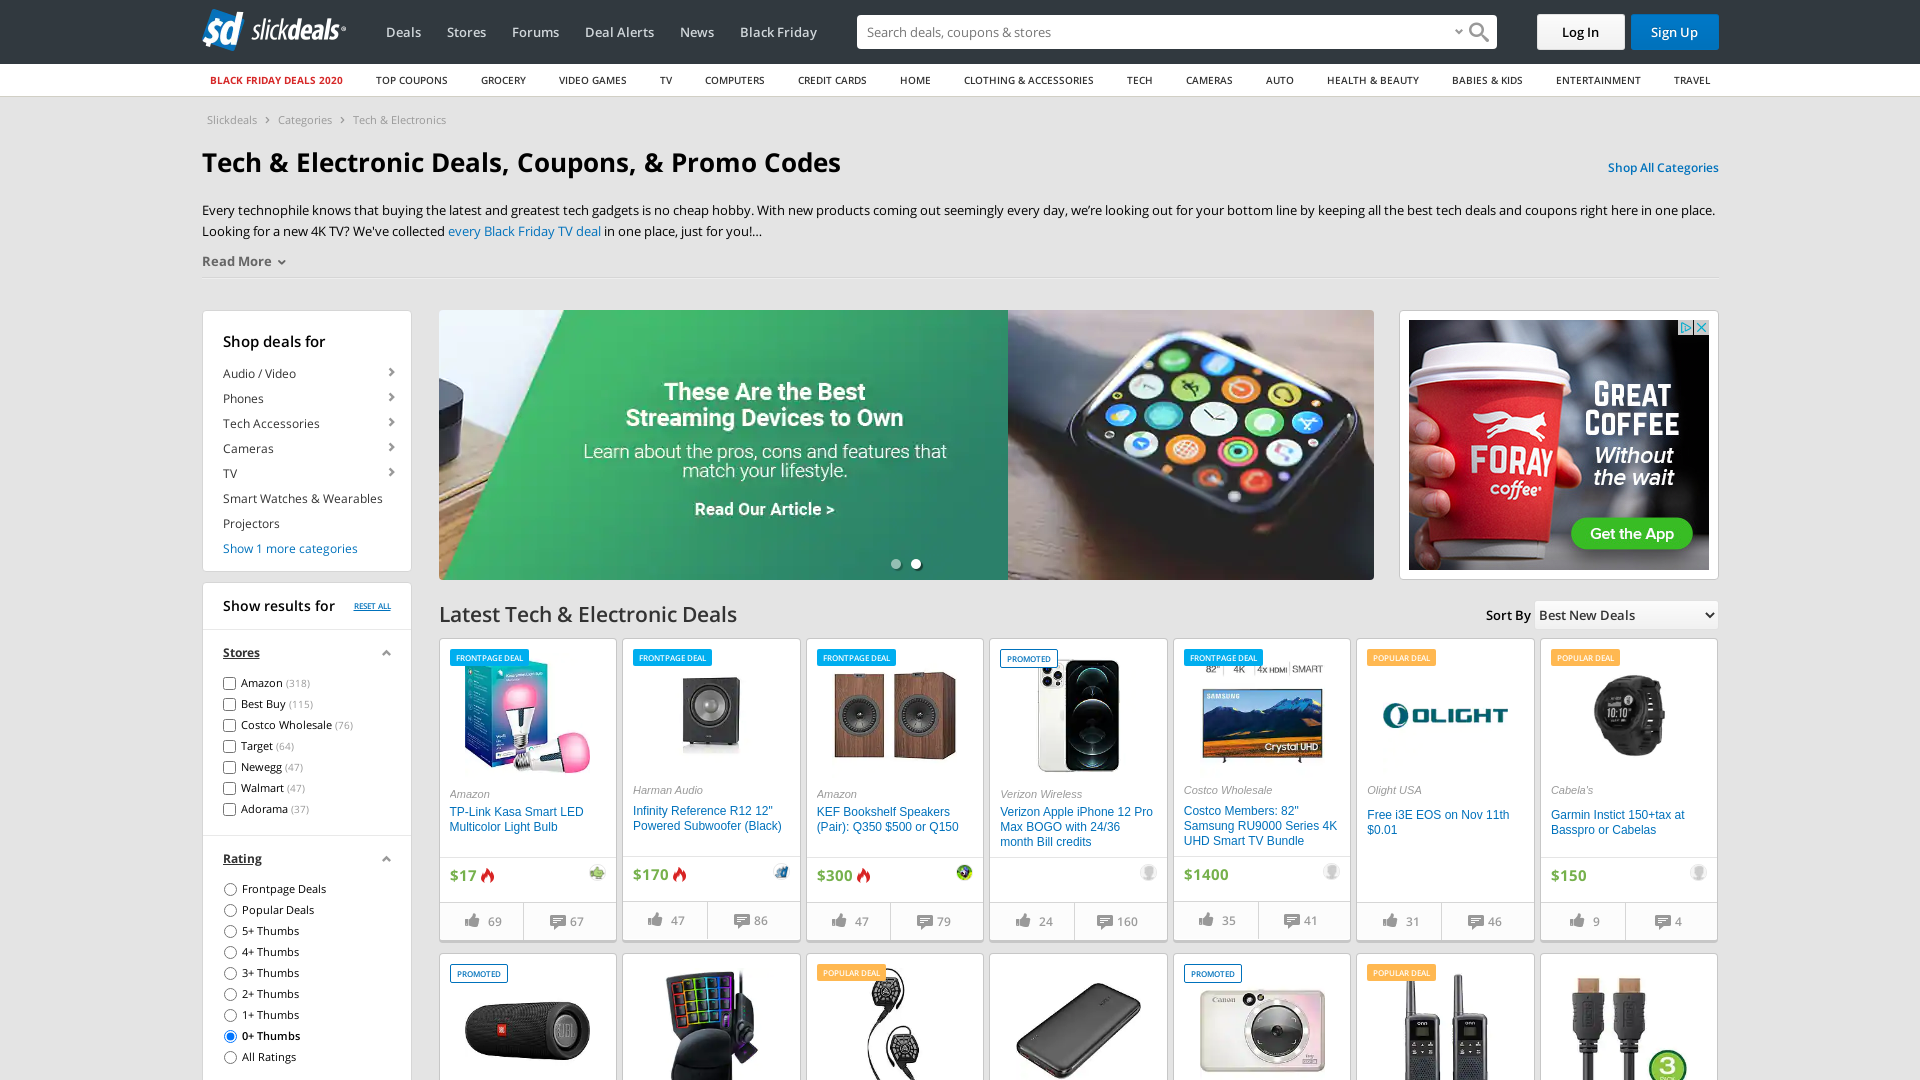 slickdeals
Deals
Stores
Forums
Deal Alerts
News
Black Friday
Search deals, coupons & stores
Log In
Sign Up
BLACK FRIDAY DEALS 2020
TOP COUPONS
GROCERY
VIDEO GAMES
TV
COMPUTERS
CREDIT CARDS
HOME
CLOTHING & ACCESSORIES
TECH
CAMERAS
AUTO
HEALTH & BEAUTY
BABIES & KIDS
ENTERTAINMENT
TRAVEL
Slickdeals > Categories > Tech & Electronics
Tech & Electronic Deals, Coupons, & Promo Codes
Shop All Categories
Every technophile knows that buying the latest and greatest tech gadgets is no cheap hobby. With new products coming out seemingly every day, we’re looking out for your bottom line by keeping all the best tech deals and coupons right here in one place.
Looking for a new 4K TV? We've collected every Black Friday TV deal in one place, just for you!...
Read More
Shop deals for
Audio / Video
Phones
Tech Accessories
Cameras
TV
Smart Watches & Wearables
Projectors
Show 1 more categories
Show results for
RESET ALL
Stores
Amazon (318)
Best Buy (115)
Costco Wholesale (76)
Target (64)
Newegg (47)
Walmart (47)
Adorama (37)
Rating
Frontpage Deals
Popular Deals
5+ Thumbs
4+ Thumbs
3+ Thumbs
2+ Thumbs
1+ Thumbs
0+ Thumbs
All Ratings
These Are the Best
Streaming Devices to Own
Learn about the pros, cons and features that
match your lifestyle.
Read Our Article >
GREAT
COFFEE
Without
the wait
FORAY
coffee
Get the App
Latest Tech & Electronic Deals
Sort By
Best New Deals
FRONTPAGE DEAL
Amazon
TP-Link Kasa Smart LED
Multicolor Light Bulb
$17
69
67
FRONTPAGE DEAL
Harman Audio
Infinity Reference R12 12"
Powered Subwoofer (Black)
$170
47
86
FRONTPAGE DEAL
Amazon
KEF Bookshelf Speakers
(Pair): Q350 $500 or Q150
$300
47
79
PROMOTED
Verizon Wireless
Verizon Apple iPhone 12 Pro
Max BOGO with 24/36
month Bill credits
24
160
FRONTPAGE DEAL
82" 4K 4X HDMI SMART
SAMSUNG
Crystal UHD
Costco Wholesale
Costco Members: 82"
Samsung RU9000 Series 4K
UHD Smart TV Bundle
$1400
35
41
POPULAR DEAL
OLIGHT
Olight USA
Free i3E EOS on Nov 11th
$0.01
31
46
POPULAR DEAL
10:10
Cabela's
Garmin Instict 150+tax at
Basspro or Cabelas
$150
9
4
PROMOTED
JBL
POPULAR DEAL
PROMOTED
Canon
POPULAR DEAL
onn
onn
3